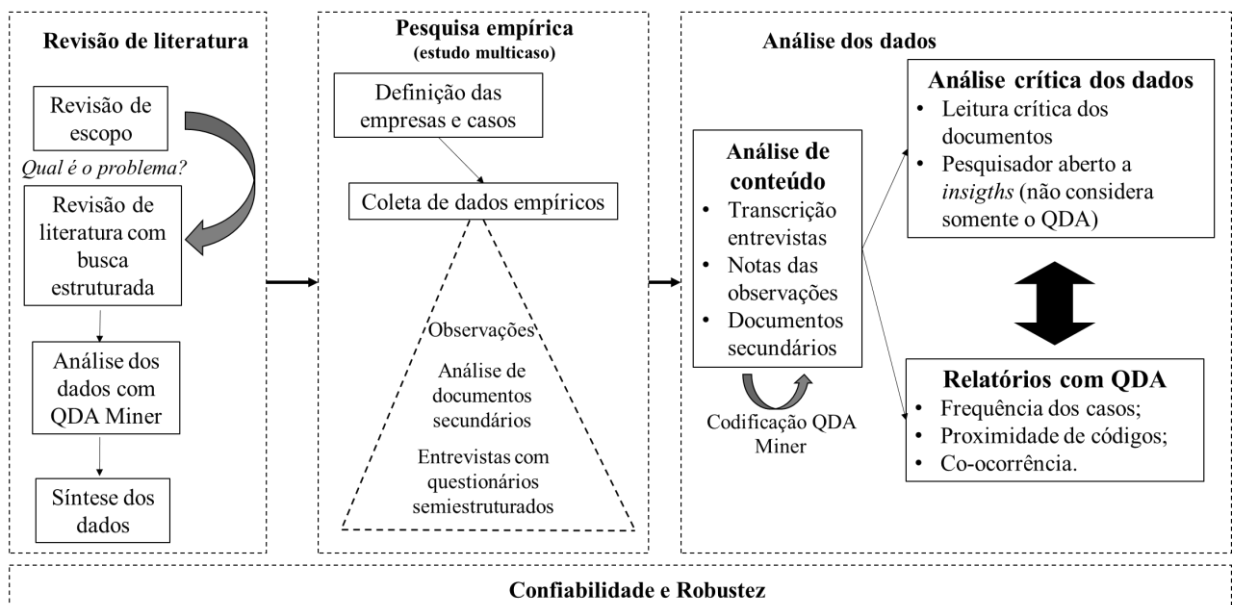 Revisão de literatura
Revisão de
escopo
Qual é o problema?
Revisão de
literatura com
busca
estruturada
Análise dos
dados com
QDA Miner
Síntese dos
dados
Pesquisa empírica
(estudo multicaso)
Definição das
empresas e casos
Coleta de dados empíricos
Observações
Análise de
documentos
secundários
Entrevistas com
questionários
semiestruturados
Análise dos dados
Análise de
conteúdo
• Transcrição
entrevistas
• Notas das
observações
• Documentos
secundários
Codificação QDA
Miner
Análise crítica dos dados
• Leitura crítica dos
documentos
• Pesquisador aberto a
insigths (não considera
somente o QDA)
Relatórios com QDA
• Frequência dos casos;
• Proximidade de códigos;
• Co-ocorrência.
Confiabilidade e Robustez